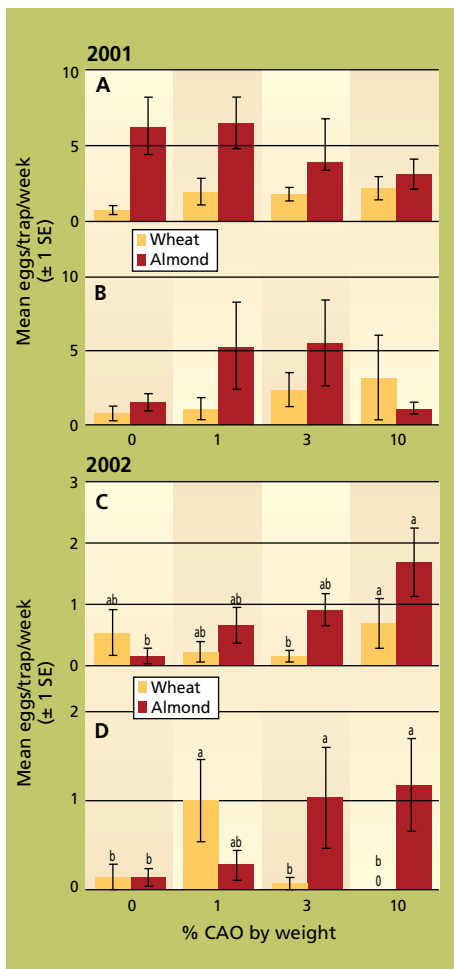 2001
A
10
5
0
Wheat
Almond
B
10
5
0
0 1 3 10
Mean eggs/trap/week
(± 1 SE)
2002
C
3
2
1
0
ab b ab ab b ab a a
Wheat
Almond
D
2
1
0
b b a ab b a b a
0
0 1 3 10
Mean eggs/trap/week
(± 1 SE)
% CAO by weight